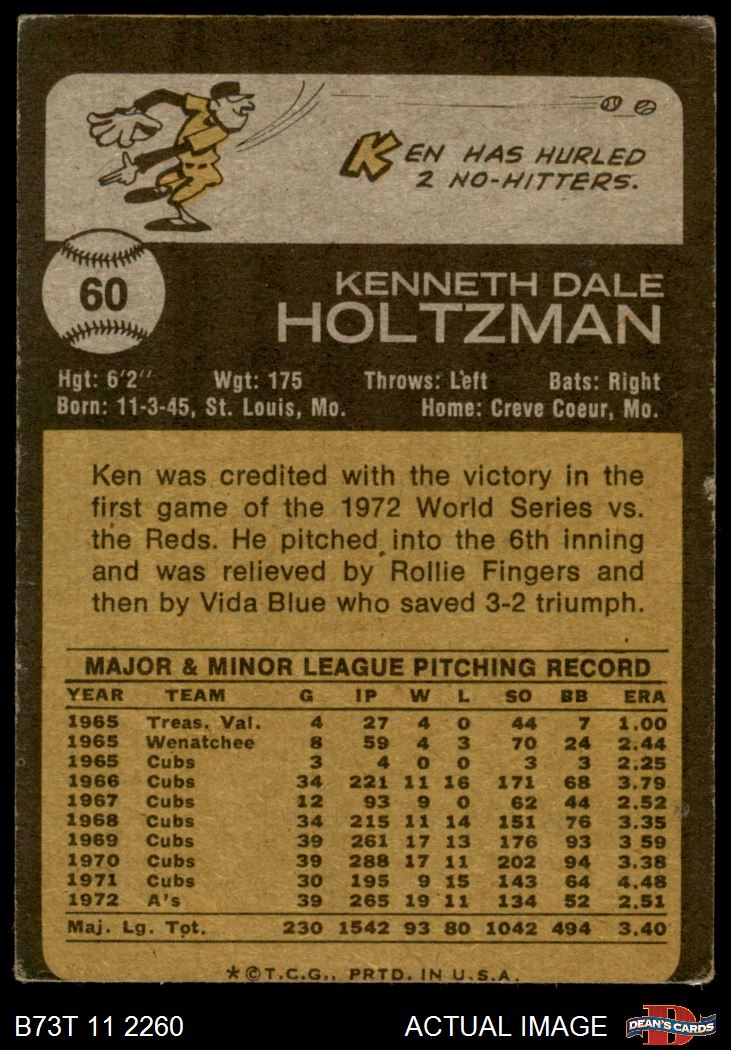 KEN HAS HURLED
2 NO-HITTERS.
60
KENNETH DALE
HOLTZMAN
Hgt: 6'2" Wgt: 175 Throws: Left Bats: Right
Born: 11-3-45, St. Louis, Mo. Home: Creve Coeur, Mo.
Ken was credited with the victory in the
first game of the 1972 World Series vs.
the Reds. He pitched into the 6th inning
and was relieved by Rollie Fingers and
then by Vida Blue who saved 3-2 triumph.
MAJOR & MINOR LEAGUE PITCHING RECORD
YEAR TEAM G IP W L SO BB ERA
1965 Treas. Val. 4 27 4 0 44 7 1.00
1965 Wenatchee 8 59 4 3 70 24 2.44
1965 Cubs 3 4 0 0 3 3 2.25
1966 Cubs 34 221 11 16 171 68 3.79
1967 Cubs 12 93 9 0 62 44 2.52
1968 Cubs 34 215 11 14 151 76 3.35
1969 Cubs 39 261 17 13 176 93 3 59
1970 Cubs 39 288 17 11 202 94 3.38
1971 Cubs 30 195 9 15 143 64 4.48
1972 A's 39 265 19 11 134 52 2.51
Maj. Lg. Tot. 230 1542 93 80 1042 494 3.40
*©T.C.G., PRTD. IN U.S.A.
B73T 11 2260 ACTUAL IMAGE D DEAN'S CARDS